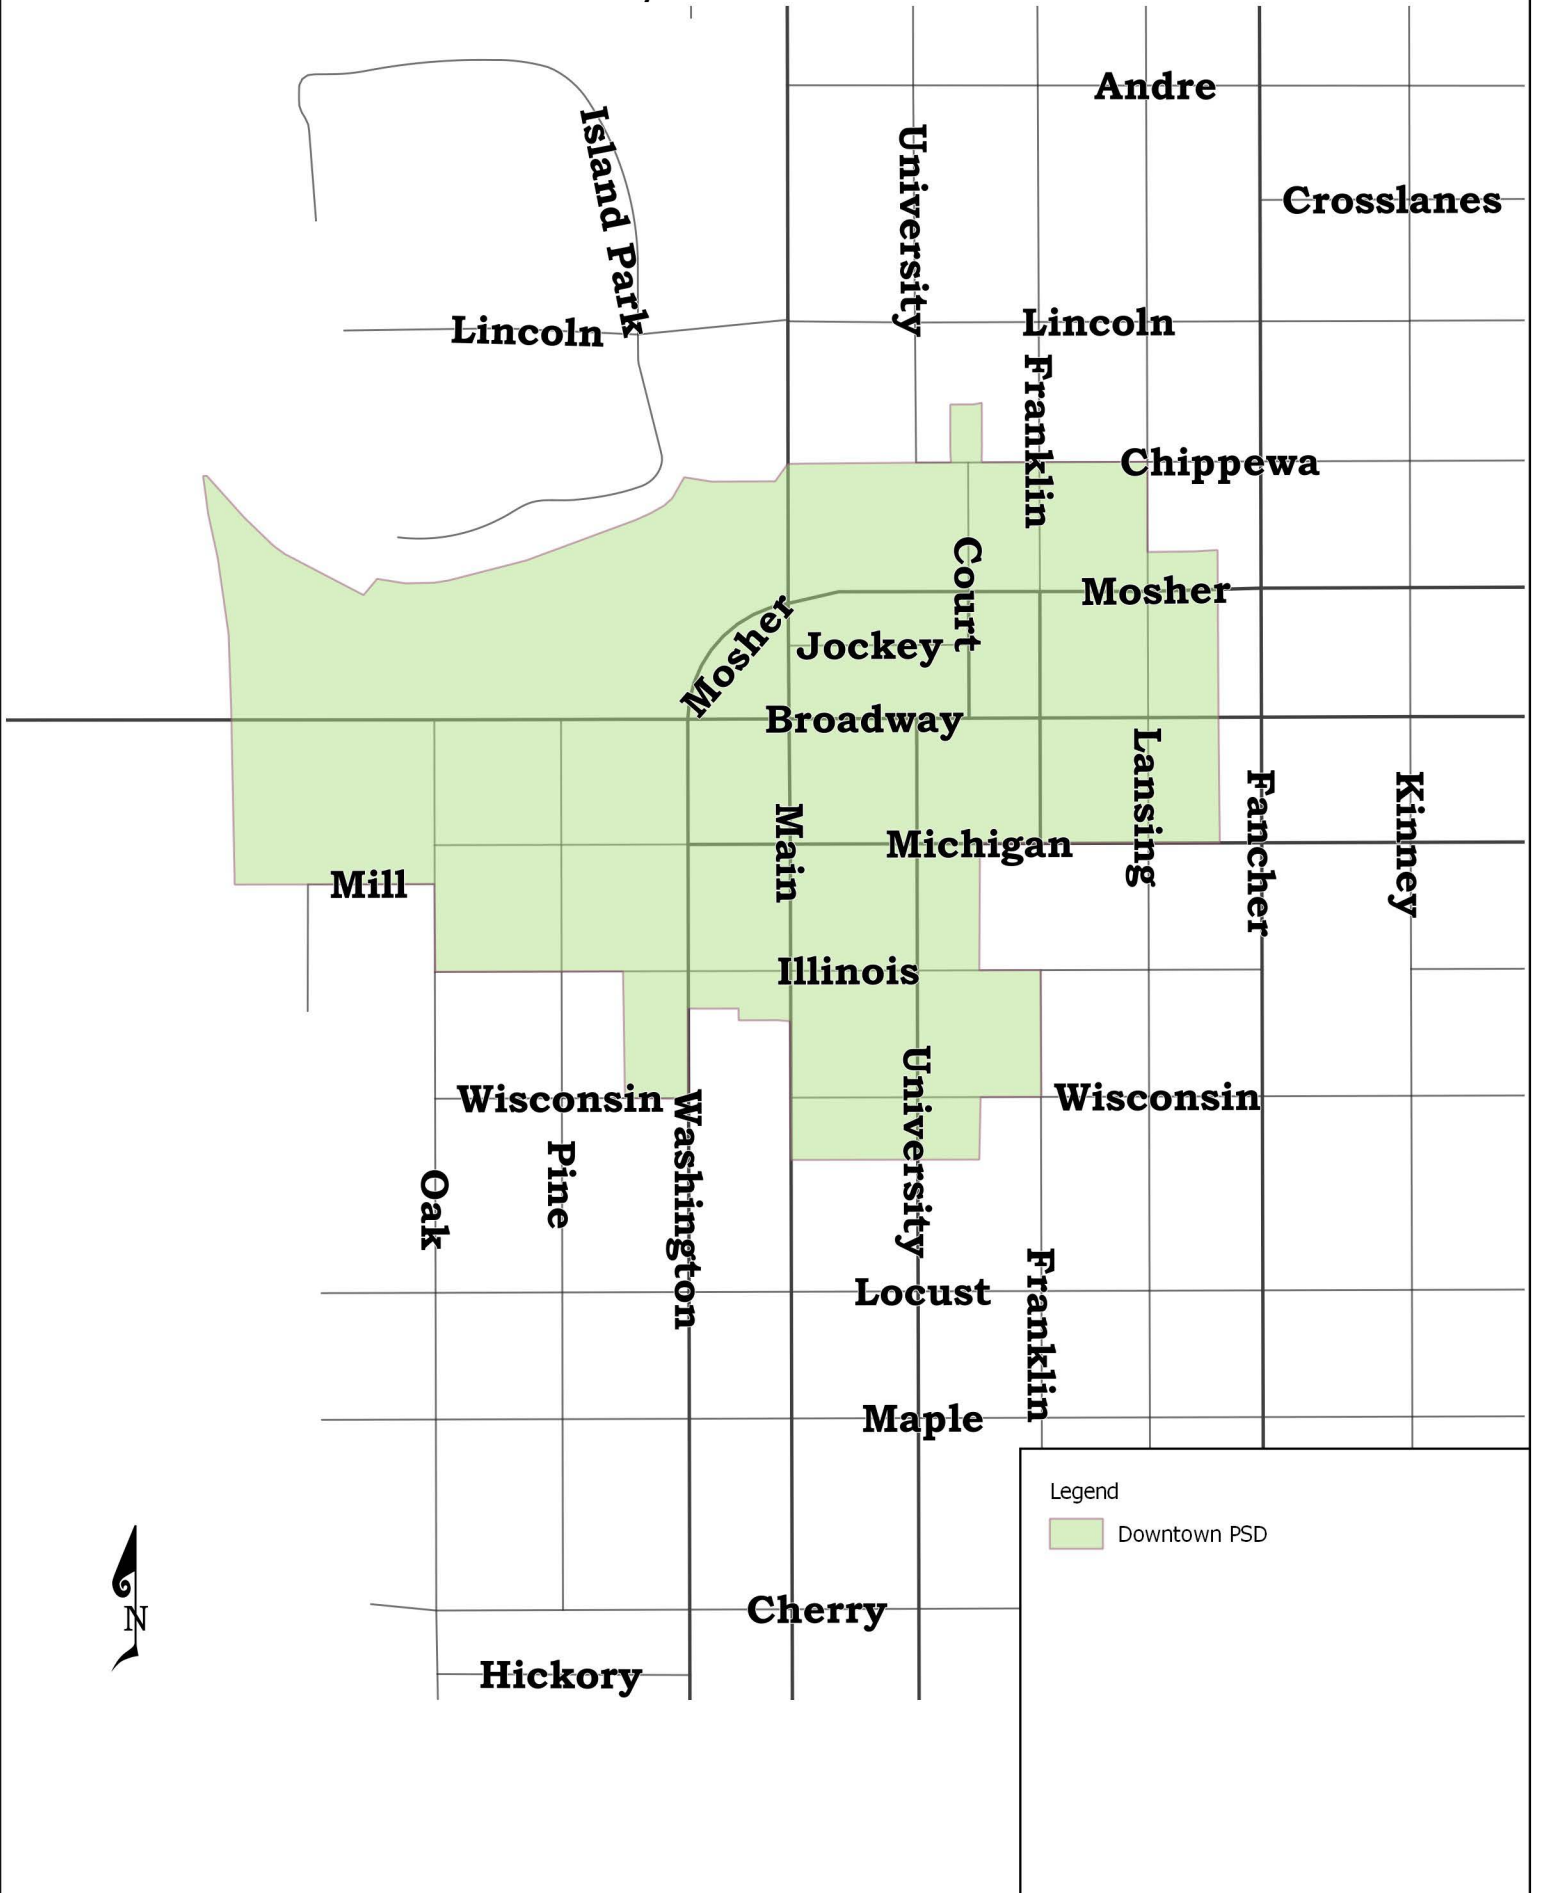 Andre
Island Park
University
Crosslanes
Lincoln
Lincoln
Franklin
Chippewa
Court
Mosher
Mosher
Jockey
Broadway
Lansing
Main
Fancher
Kinney
Michigan
Mill
Illinois
University
Wisconsin
Wisconsin
Washington
Pine
Oak
Locust
Franklin
Maple
Legend
Downtown PSD
N
Cherry
Hickory